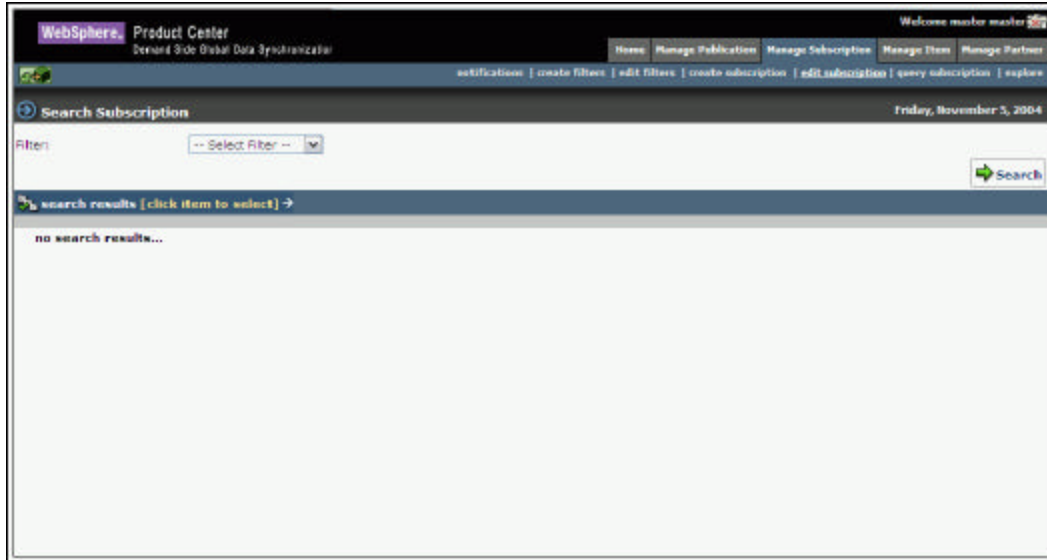 WebSphere. Product Center
Demand Side Global Data Synchronization
Welcome master master
Home Manage Publication Manage Subscription Manage Item Manage Partner
notifications | create filters | edit filters | create subscription | edit subscription | query subscription | explore
Search Subscription
Friday, November 5, 2004
Filter: -- Select Filter --
Search
search results [click item to select]
no search results...